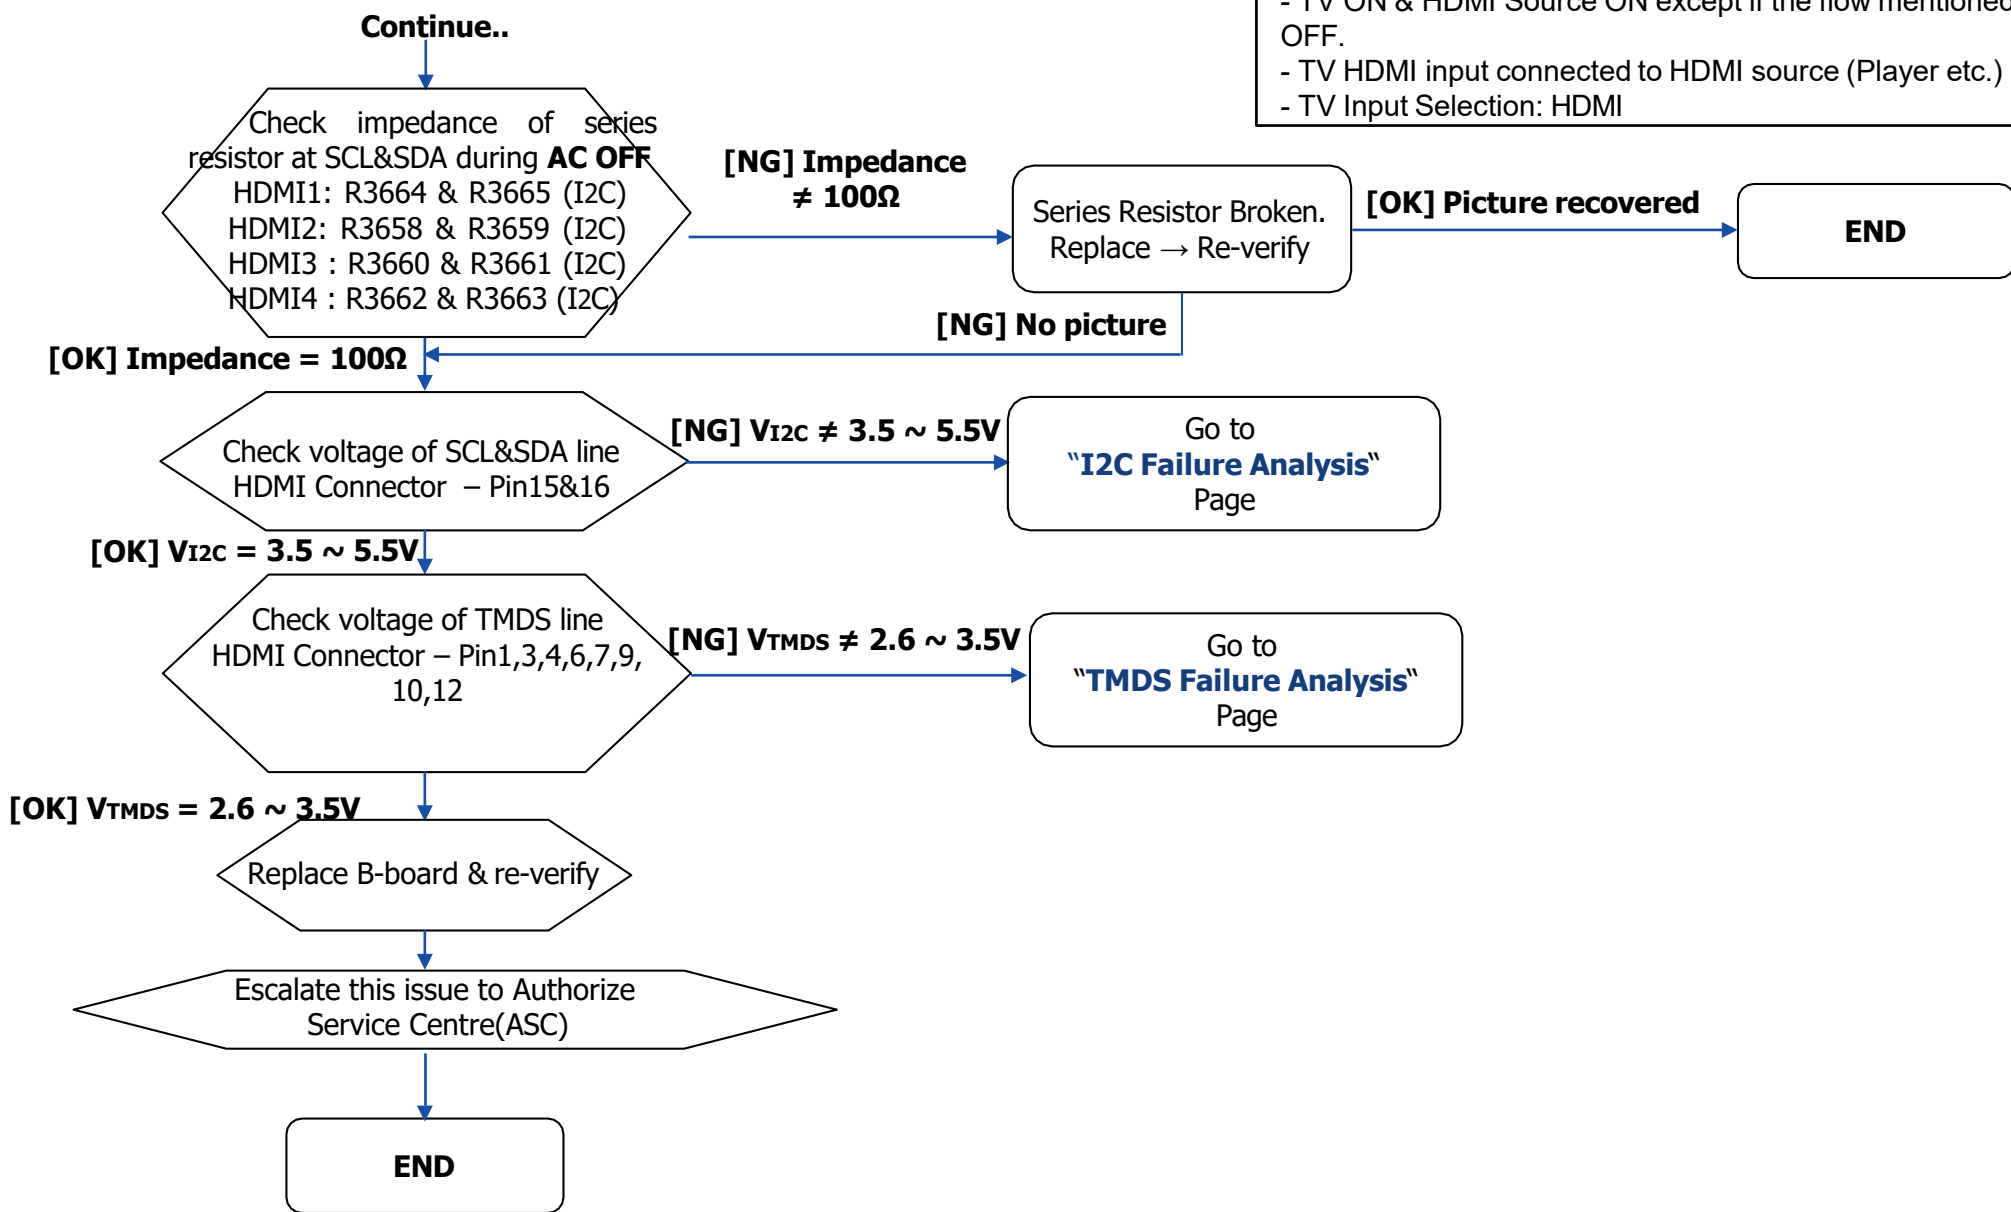 - TV ON & HDMI Source ON except if the flow mentioned
OFF.
- TV HDMI input connected to HDMI source (Player etc.)
- TV Input Selection: HDMI
Continue..
Check impedance of series
resistor at SCL&SDA during AC OFF
HDMI1: R3664 & R3665 (I2C)
HDMI2: R3658 & R3659 (I2C)
HDMI3 : R3660 & R3661 (I2C)
HDMI4 : R3662 & R3663 (I2C)
[NG] Impedance
≠ 100Ω
Series Resistor Broken.
Replace → Re-verify
[OK] Picture recovered
END
[NG] No picture
[OK] Impedance = 100Ω
Check voltage of SCL&SDA line
HDMI Connector – Pin15&16
[NG] VI2C ≠ 3.5 ~ 5.5V
Go to
“I2C Failure Analysis“
Page
[OK] VI2C = 3.5 ~ 5.5V
Check voltage of TMDS line
HDMI Connector – Pin1,3,4,6,7,9,
10,12
[NG] VTMDS ≠ 2.6 ~ 3.5V
Go to
“TMDS Failure Analysis“
Page
[OK] VTMDS = 2.6 ~ 3.5V
Replace B-board & re-verify
Escalate this issue to Authorize
Service Centre(ASC)
END